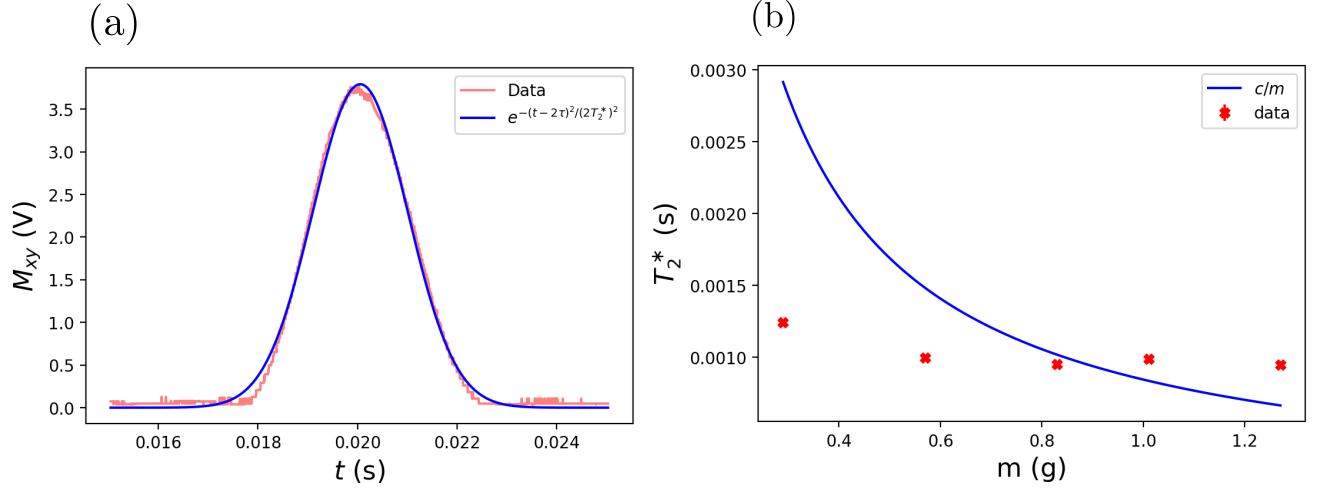 (a)
(b)
3.5
3.0
2.5
2.0
1.5
1.0
0.5
0.0
M_{xy} (V)
Data
e^{-(t-2τ)^2/(2T_2^*)^2}
0.016 0.018 0.020 0.022 0.024
t (s)
0.0030
0.0025
0.0020
0.0015
0.0010
T_2^* (s)
c/m
data
0.4 0.6 0.8 1.0 1.2
m (g)